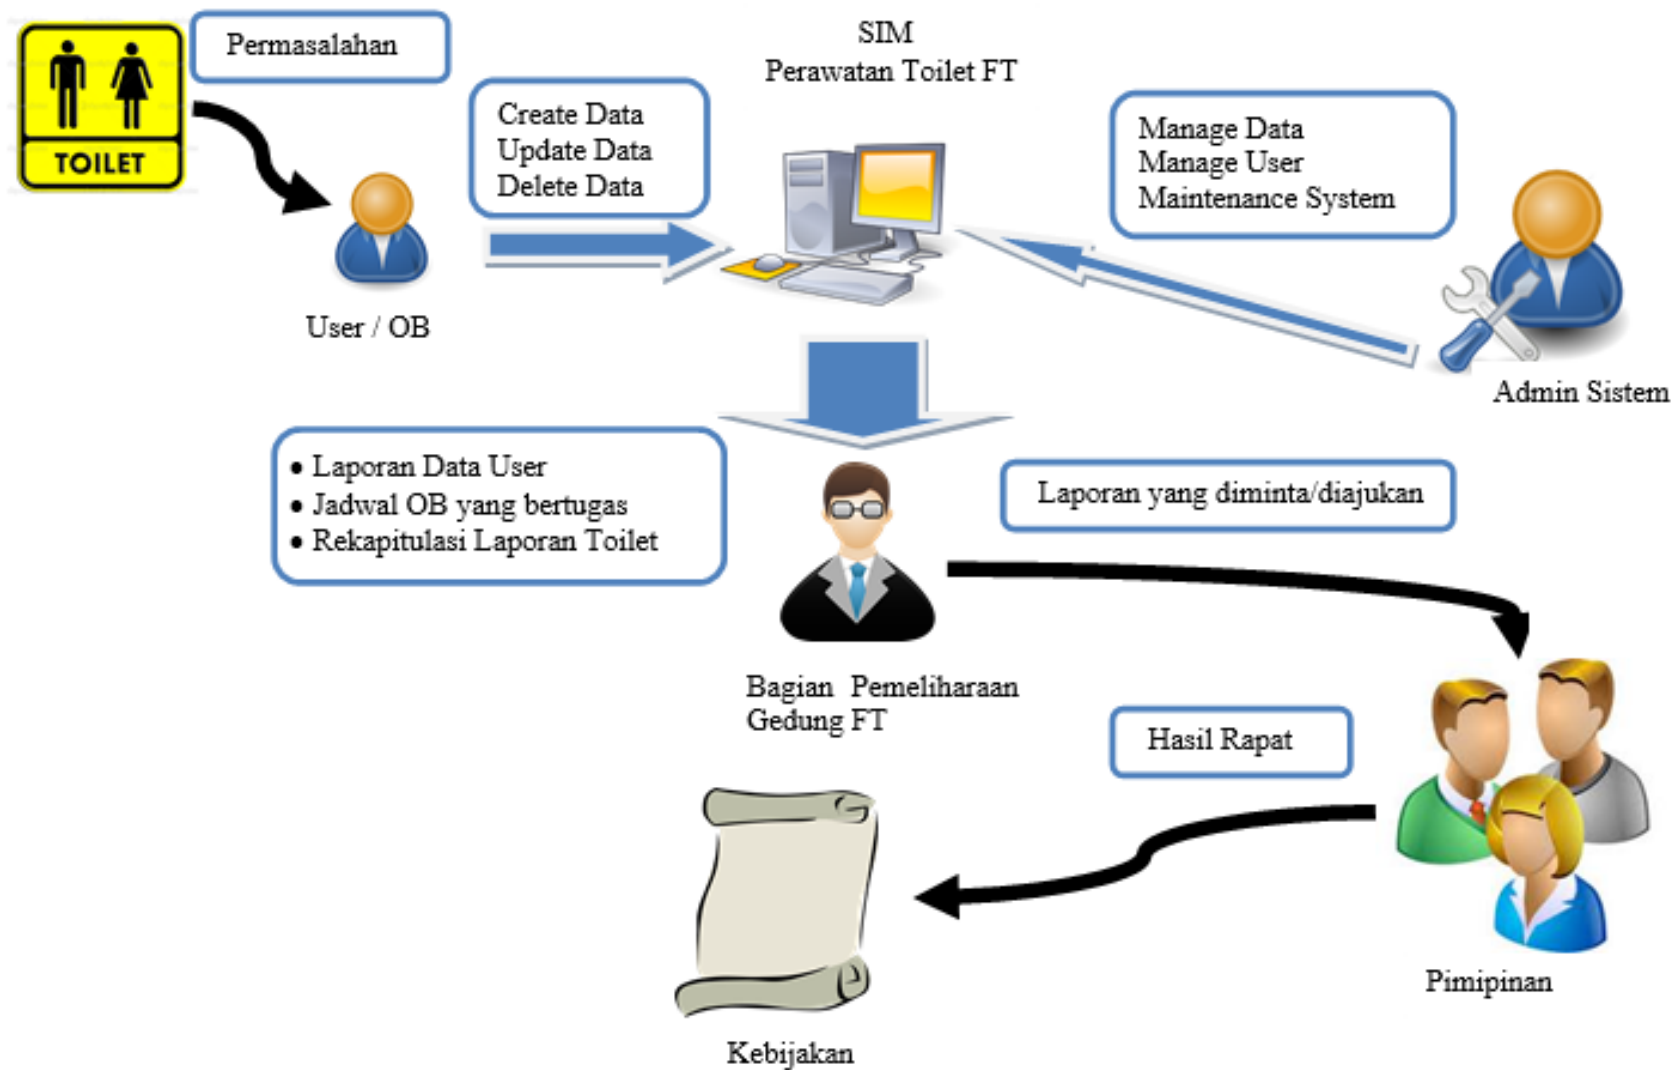 Permasalahan
TOILET
SIM
Perawatan Toilet FT
Create Data
Update Data
Delete Data
Manage Data
Manage User
Maintenance System
User / OB
Admin Sistem
• Laporan Data User
• Jadwal OB yang bertugas
• Rekapitulasi Laporan Toilet
Laporan yang diminta/diajukan
Bagian Pemeliharaan
Gedung FT
Hasil Rapat
Pimipinan
Kebijakan